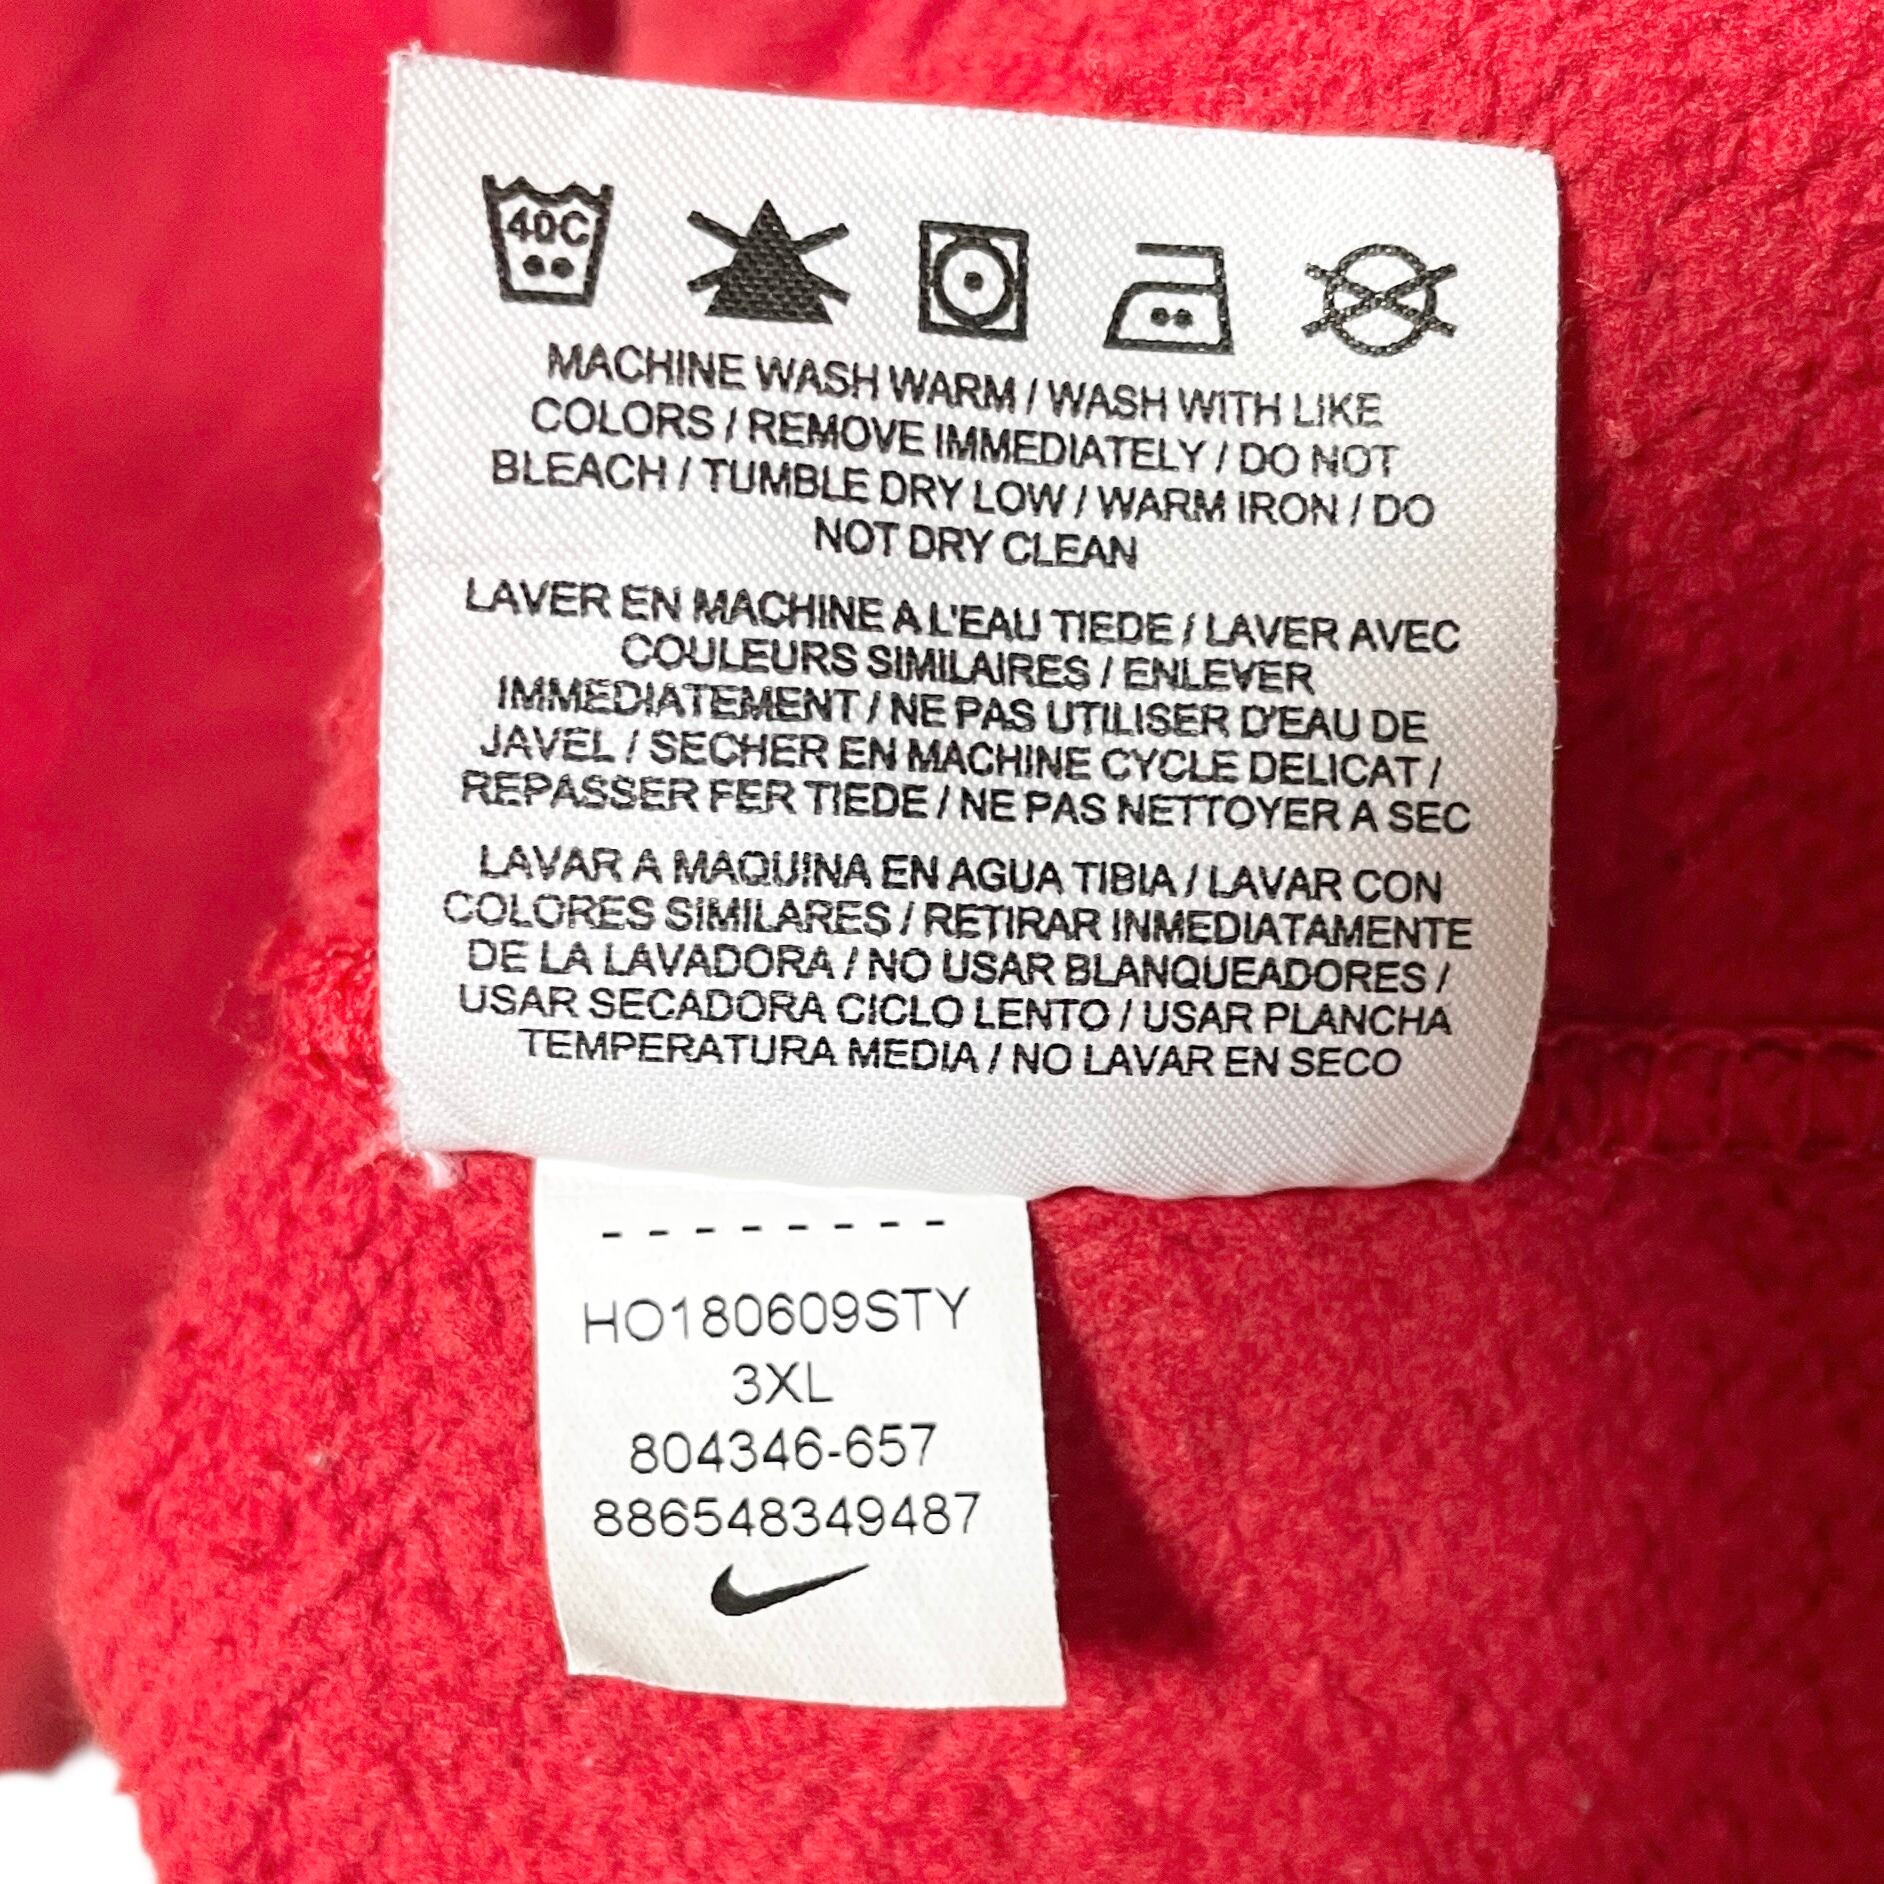 40C
MACHINE WASH WARM / WASH WITH LIKE
COLORS / REMOVE IMMEDIATELY / DO NOT
BLEACH / TUMBLE DRY LOW / WARM IRON / DO
NOT DRY CLEAN
LAVER EN MACHINE A L'EAU TIEDE / LAVER AVEC
COULEURS SIMILAIRES / ENLEVER
IMMEDIATEMENT / NE PAS UTILISER D'EAU DE
JAVEL / SECHER EN MACHINE CYCLE DELICAT /
REPASSER FER TIEDE / NE PAS NETTOYER A SEC
LAVAR A MAQUINA EN AGUA TIBIA / LAVAR CON
COLORES SIMILARES / RETIRAR INMEDIATAMENTE
DE LA LAVADORA / NO USAR BLANQUEADORES /
USAR SECADORA CICLO LENTO / USAR PLANCHA
TEMPERATURA MEDIA / NO LAVAR EN SECO
- - - - - - - -
HO180609STY
3XL
804346-657
886548349487